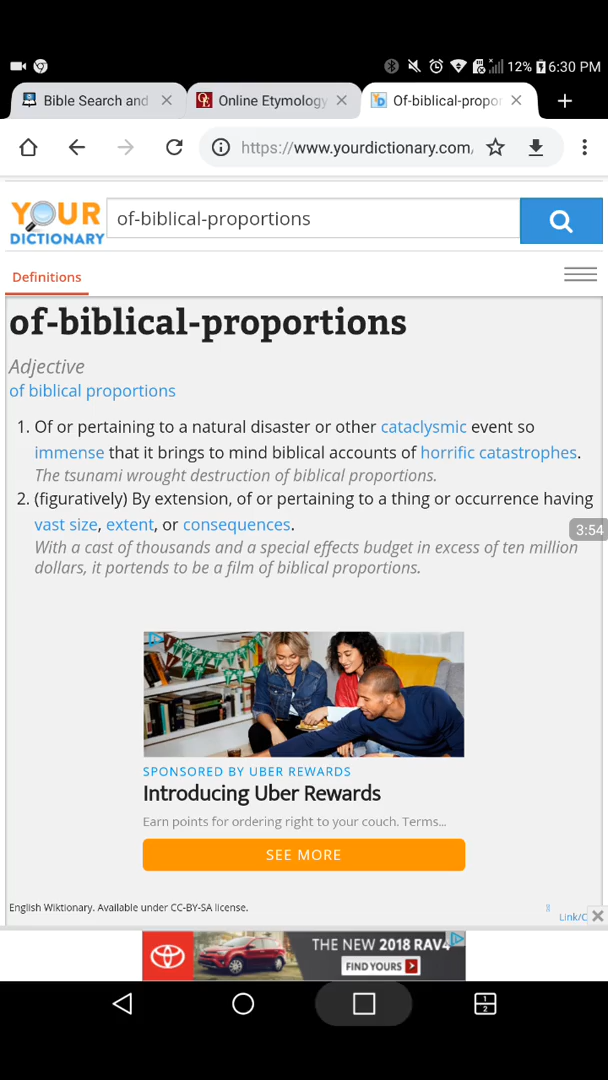 12% 6:30 PM
Bible Search and
Online Etymology
Of-biblical-propor
https://www.yourdictionary.com/
YOUR
DICTIONARY
of-biblical-proportions
Definitions
of-biblical-proportions
Adjective
of biblical proportions
1. Of or pertaining to a natural disaster or other cataclysmic event so
immense that it brings to mind biblical accounts of horrific catastrophes.
The tsunami wrought destruction of biblical proportions.
2. (figuratively) By extension, of or pertaining to a thing or occurrence having
vast size, extent, or consequences.
3:54
With a cast of thousands and a special effects budget in excess of ten million
dollars, it portends to be a film of biblical proportions.
SPONSORED BY UBER REWARDS
Introducing Uber Rewards
Earn points for ordering right to your couch. Terms...
SEE MORE
English Wiktionary. Available under CC-BY-SA license.
Link/C
THE NEW 2018 RAV4
FIND YOURS
1
2